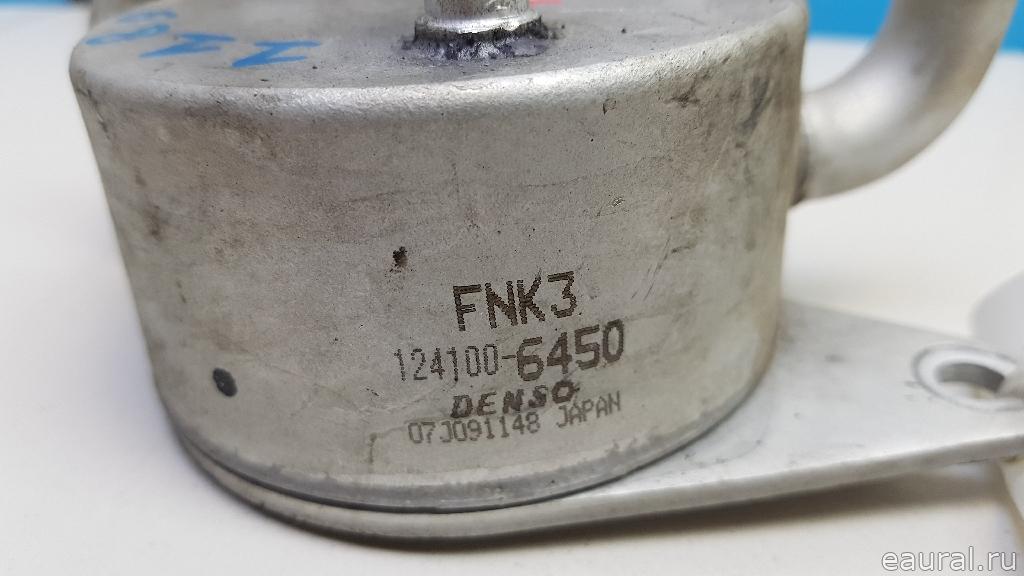 FNK3
124100-6450
DENSO
07J091148 JAPAN
eaural.ru